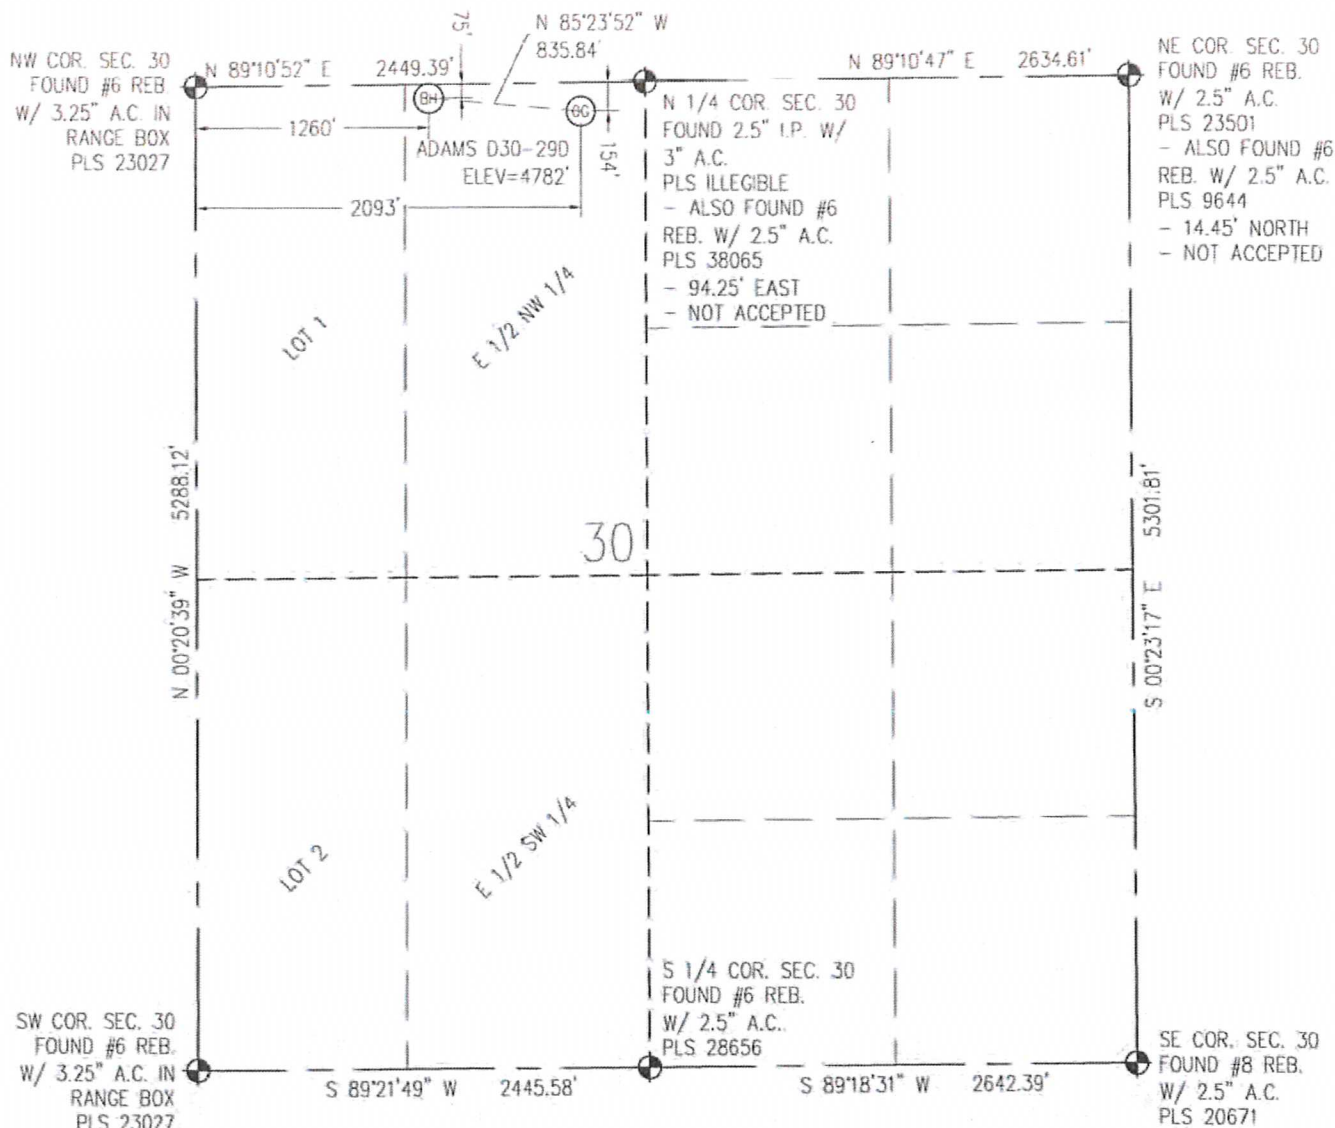 NW COR. SEC. 30
FOUND #6 REB.
W/ 3.25" A.C. IN
RANGE BOX
PLS 23027
N 89°10'52" E
2449.39'
75'
N 85°23'52" W
835.84'
N 89°10'47" E
2634.61'
NE COR. SEC. 30
FOUND #6 REB.
W/ 2.5" A.C.
PLS 23501
- ALSO FOUND #6
REB. W/ 2.5" A.C.
PLS 9644
- 14.45' NORTH
- NOT ACCEPTED
BH
1260'
ADAMS D30-290
ELEV=4782'
154'
2093'
N 1/4 COR. SEC. 30
FOUND 2.5" I.P. W/
3" A.C.
PLS ILLEGIBLE
- ALSO FOUND #6
REB. W/ 2.5" A.C.
PLS 38065
- 94.25' EAST
- NOT ACCEPTED
LOT 1
E 1/2 NW 1/4
5288.12'
N 00°20'39" W
30
5301.81'
S 00°23'17" E
LOT 2
E 1/2 SW 1/4
SW COR. SEC. 30
FOUND #6 REB.
W/ 3.25" A.C. IN
RANGE BOX
PLS 23027
S 89°21'49" W
2445.58'
S 1/4 COR. SEC. 30
FOUND #6 REB.
W/ 2.5" A.C.
PLS 28656
S 89°18'31" W
2642.39'
SE COR. SEC. 30
FOUND #8 REB.
W/ 2.5" A.C.
PLS 20671